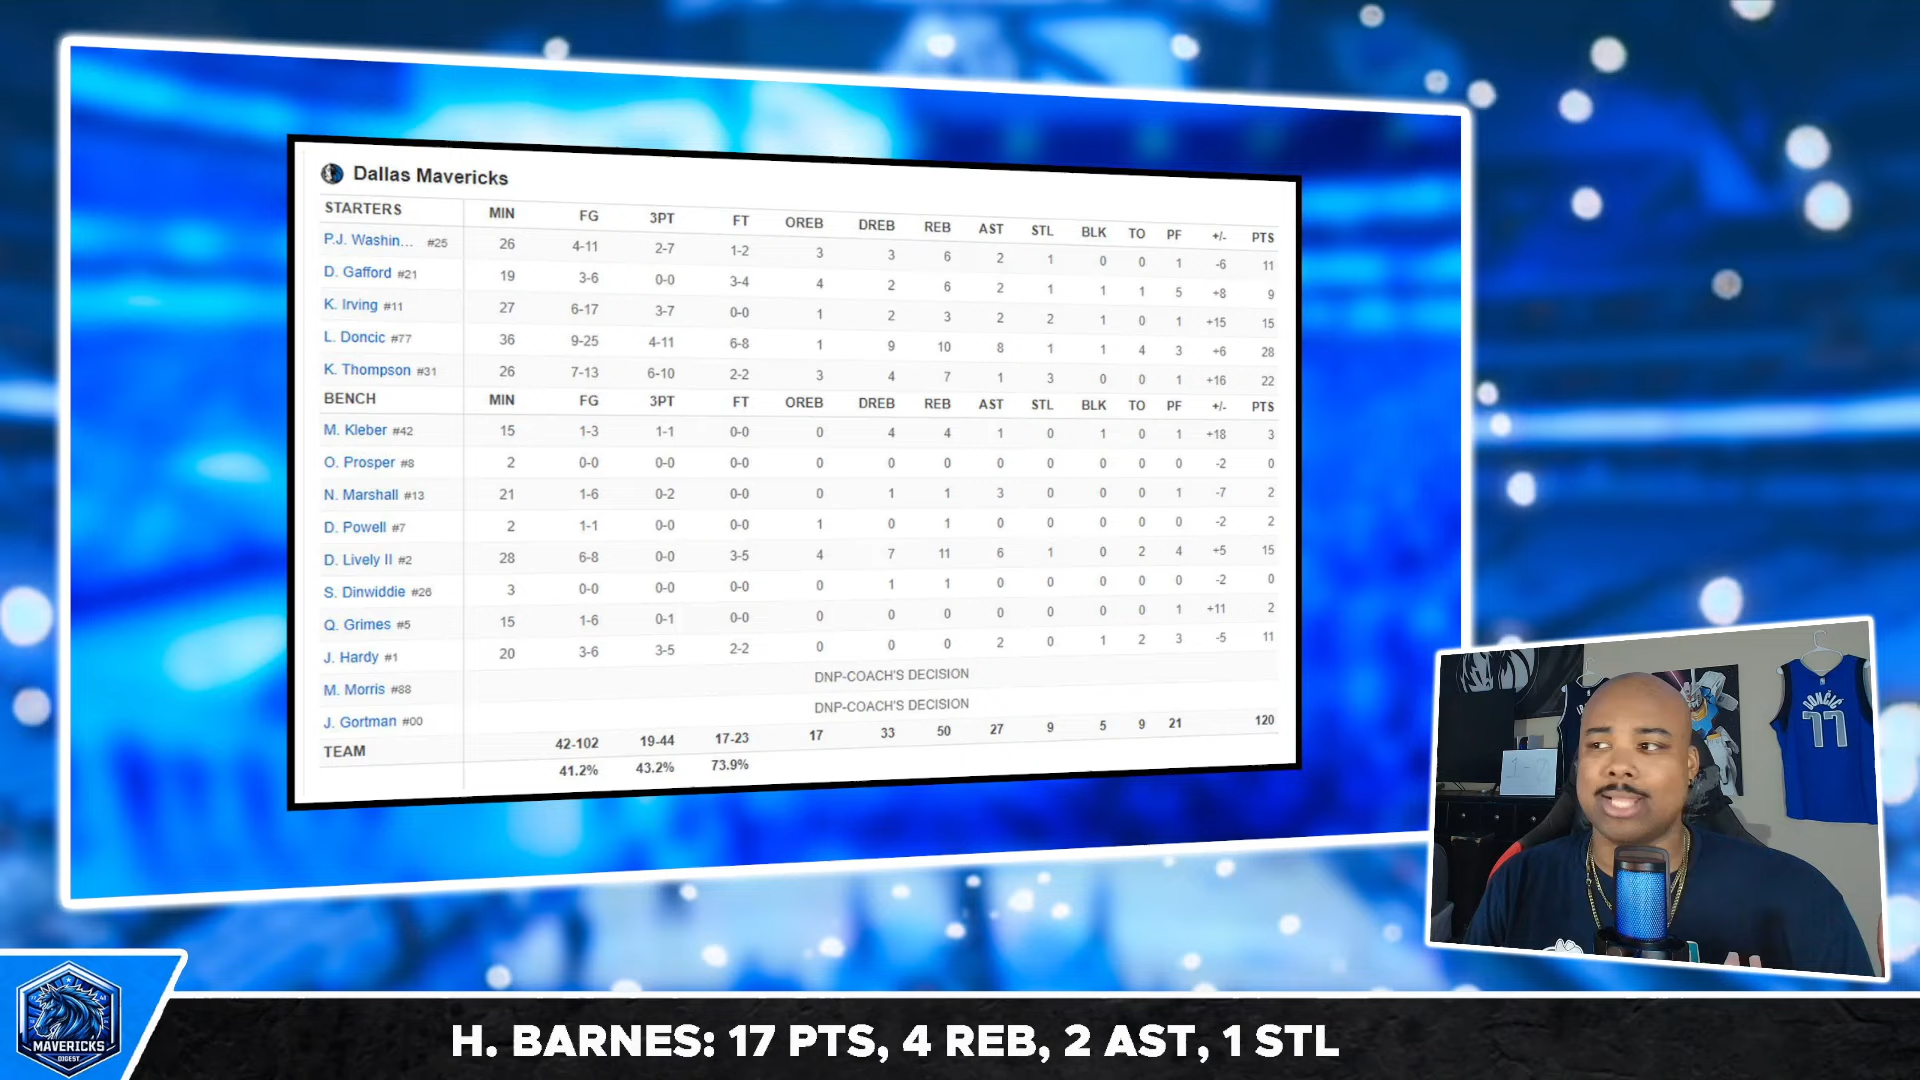 Dallas Mavericks
STARTERS MIN FG 3PT FT OREB DREB REB AST STL BLK TO PF +/- PTS
P.J. Washin... #25 26 4-11 2-7 1-2 3 3 6 2 1 0 0 1 -6 11
D. Gafford #21 19 3-6 0-0 3-4 4 2 6 2 1 1 1 5 +8 9
K. Irving #11 27 6-17 3-7 0-0 1 2 3 2 2 1 0 1 +15 15
L. Doncic #77 36 9-25 4-11 6-8 1 9 10 8 1 1 4 3 +6 28
K. Thompson #31 26 7-13 6-10 2-2 3 4 7 1 3 0 0 1 +16 22
BENCH MIN FG 3PT FT OREB DREB REB AST STL BLK TO PF +/- PTS
M. Kleber #42 15 1-3 1-1 0-0 0 4 4 1 0 1 0 1 +18 3
O. Prosper #8 2 0-0 0-0 0-0 0 0 0 0 0 0 0 0 -2 0
N. Marshall #13 21 1-6 0-2 0-0 0 1 1 3 0 0 0 1 -7 2
D. Powell #7 2 1-1 0-0 0-0 1 0 1 0 0 0 0 0 -2 2
D. Lively II #2 28 6-8 0-0 3-5 4 7 11 6 1 0 2 4 +5 15
S. Dinwiddie #26 3 0-0 0-0 0-0 0 1 1 0 0 0 0 0 -2 0
Q. Grimes #5 15 1-6 0-1 0-0 0 0 0 0 0 0 0 1 +11 2
J. Hardy #1 20 3-6 3-5 2-2 0 0 0 2 0 1 2 3 -5 11
M. Morris #88 DNP-COACH'S DECISION
J. Gortman #00 DNP-COACH'S DECISION
TEAM 42-102 19-44 17-23 17 33 50 27 9 5 9 21 120
41.2% 43.2% 73.9%
DONČIĆ
77
MAVERICKS
DIGEST
H. BARNES: 17 PTS, 4 REB, 2 AST, 1 STL